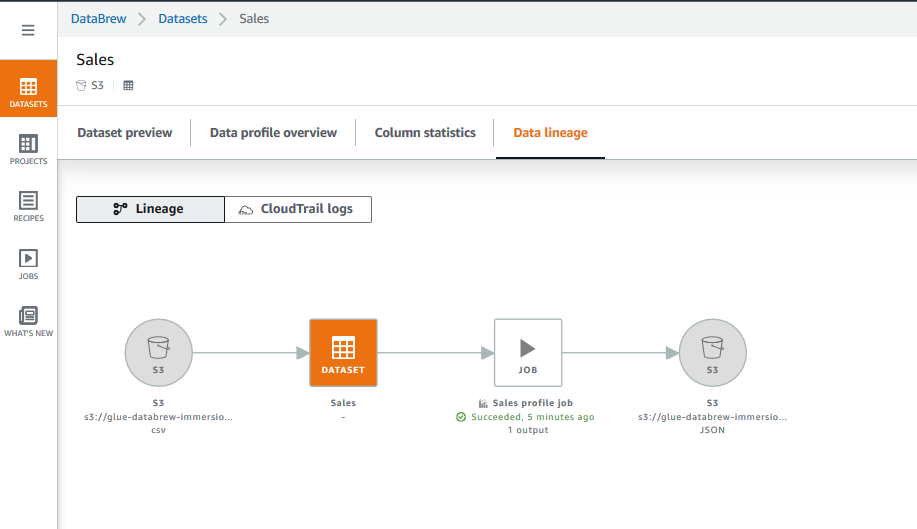 DataBrew > Datasets > Sales
Sales
S3
DATASETS
PROJECTS
RECIPES
JOBS
WHAT'S NEW
Dataset preview
Data profile overview
Column statistics
Data lineage
Lineage
CloudTrail logs
S3
DATASET
JOB
S3
S3
s3://glue-databrew-immersio...
csv
Sales
-
Sales profile job
Succeeded, 5 minutes ago
1 output
S3
s3://glue-databrew-immersio...
JSON